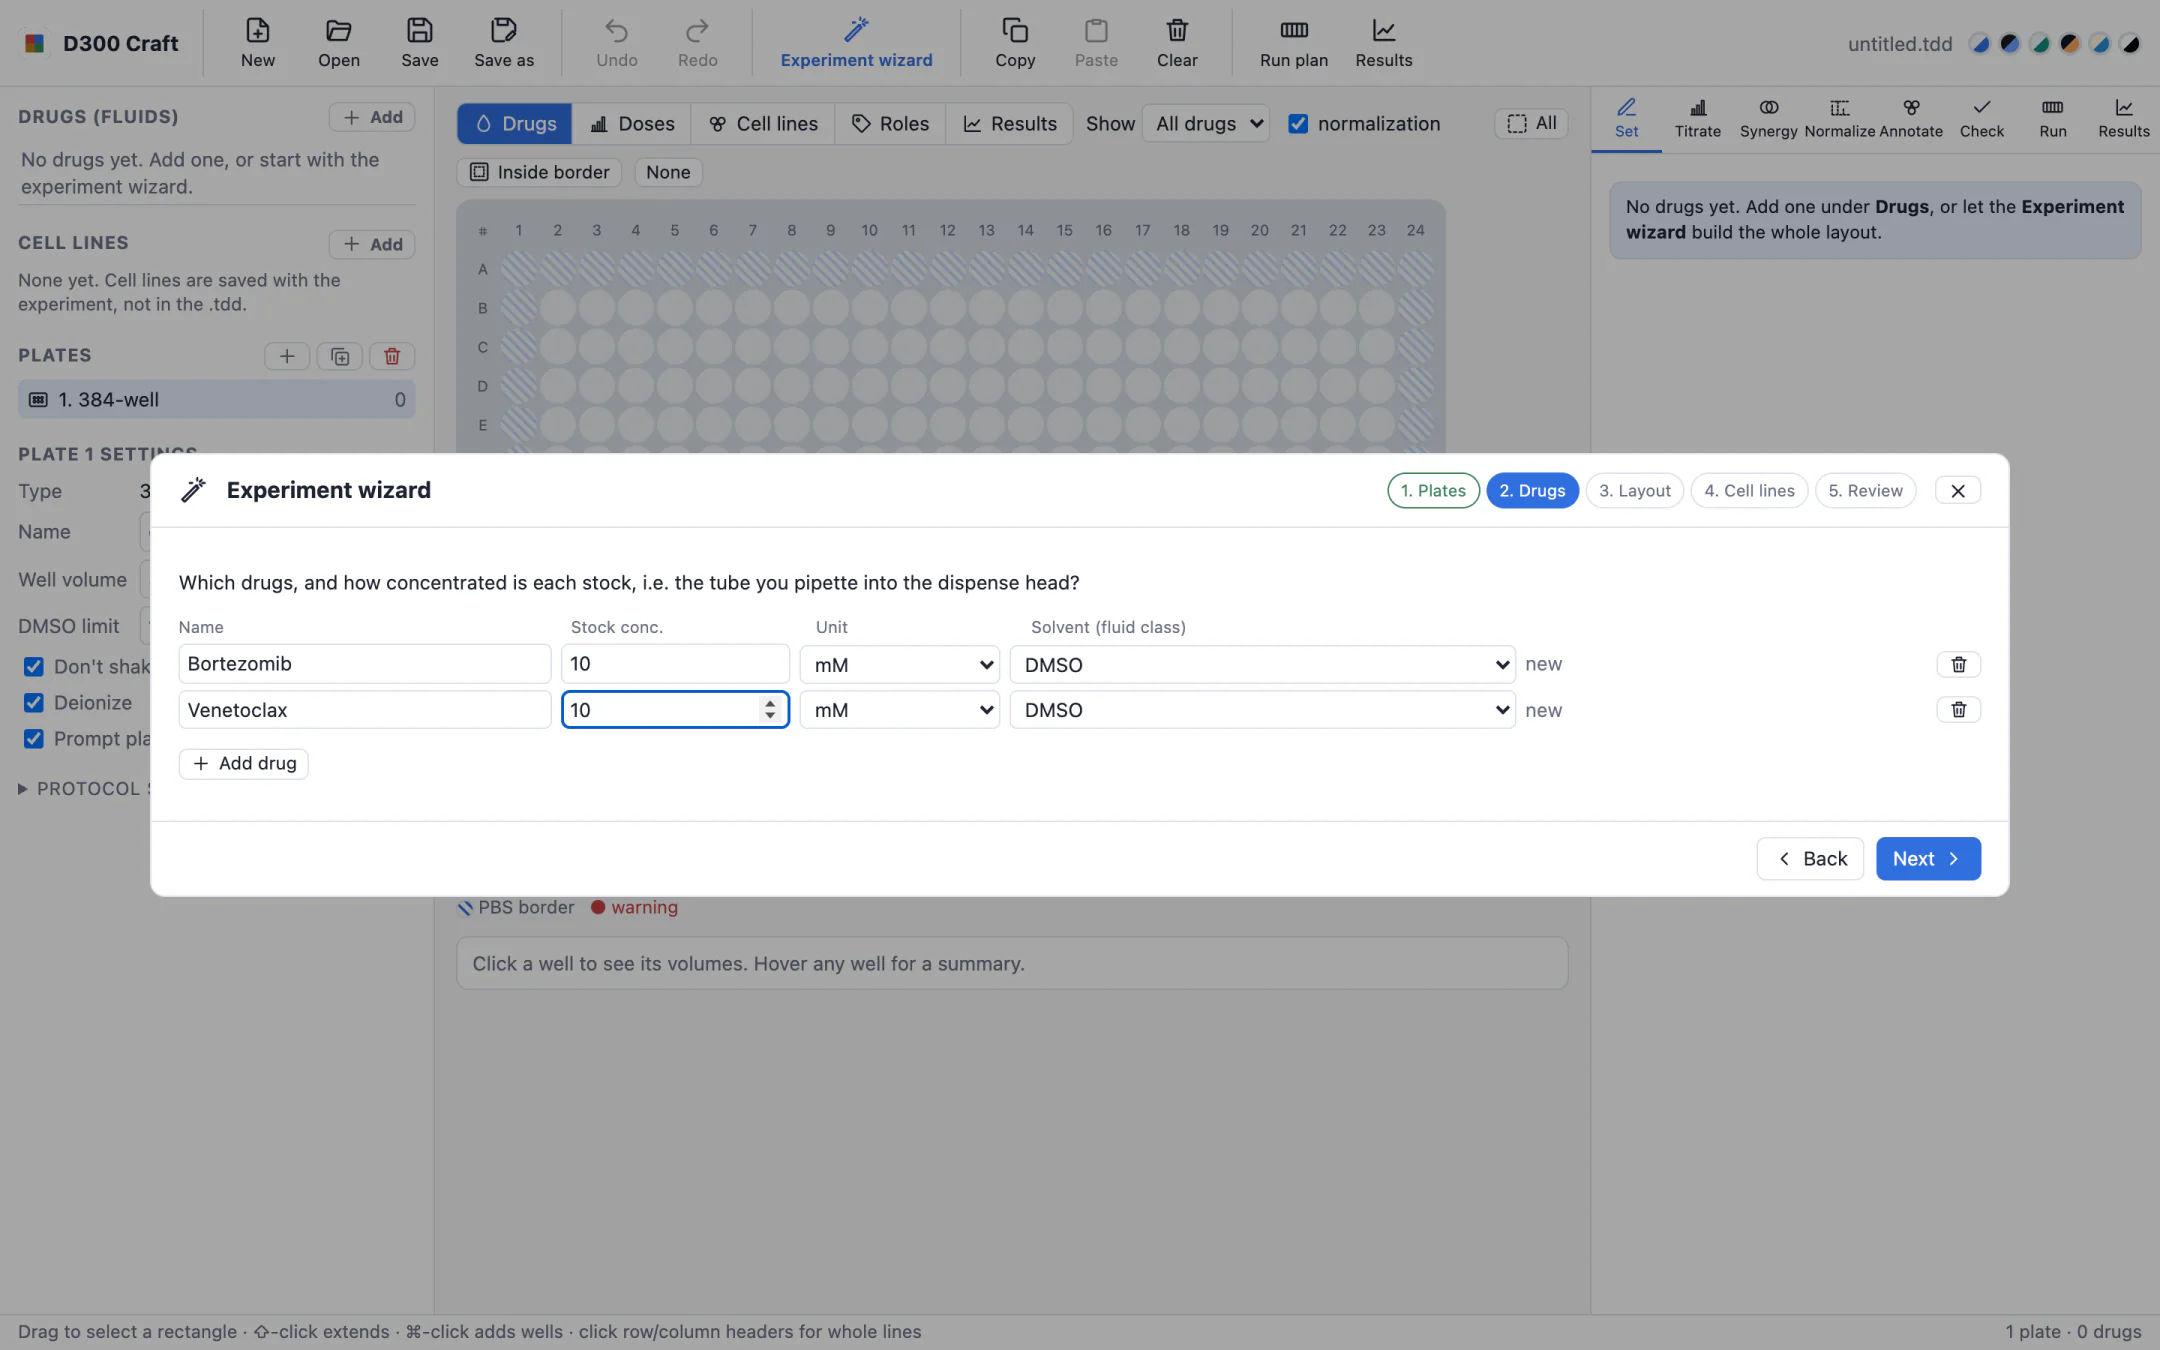 D300 Craft
New
Open
Save
Save as
Undo
Redo
Experiment wizard
Copy
Paste
Clear
Run plan
Results
untitled.tdd
DRUGS (FLUIDS)
Add
No drugs yet. Add one, or start with the
experiment wizard.
CELL LINES
Add
None yet. Cell lines are saved with the
experiment, not in the .tdd.
PLATES
1. 384-well 0
PLATE 1 SETTINGS
Type 3
Name
Well volume
DMSO limit
Don't shak
Deionize
Prompt pla
PROTOCOL
Drugs Doses Cell lines Roles Results Show All drugs normalization All
Inside border None
# 1 2 3 4 5 6 7 8 9 10 11 12 13 14 15 16 17 18 19 20 21 22 23 24
A
B
C
D
E
Set Titrate Synergy Normalize Annotate Check Run Results
No drugs yet. Add one under Drugs, or let the Experiment
wizard build the whole layout.
Experiment wizard
1. Plates 2. Drugs 3. Layout 4. Cell lines 5. Review
Which drugs, and how concentrated is each stock, i.e. the tube you pipette into the dispense head?
Name Stock conc. Unit Solvent (fluid class)
Bortezomib 10 mM DMSO new
Venetoclax 10 mM DMSO new
Add drug
Back Next
PBS border warning
Click a well to see its volumes. Hover any well for a summary.
Drag to select a rectangle · ⇧-click extends · ⌘-click adds wells · click row/column headers for whole lines
1 plate · 0 drugs